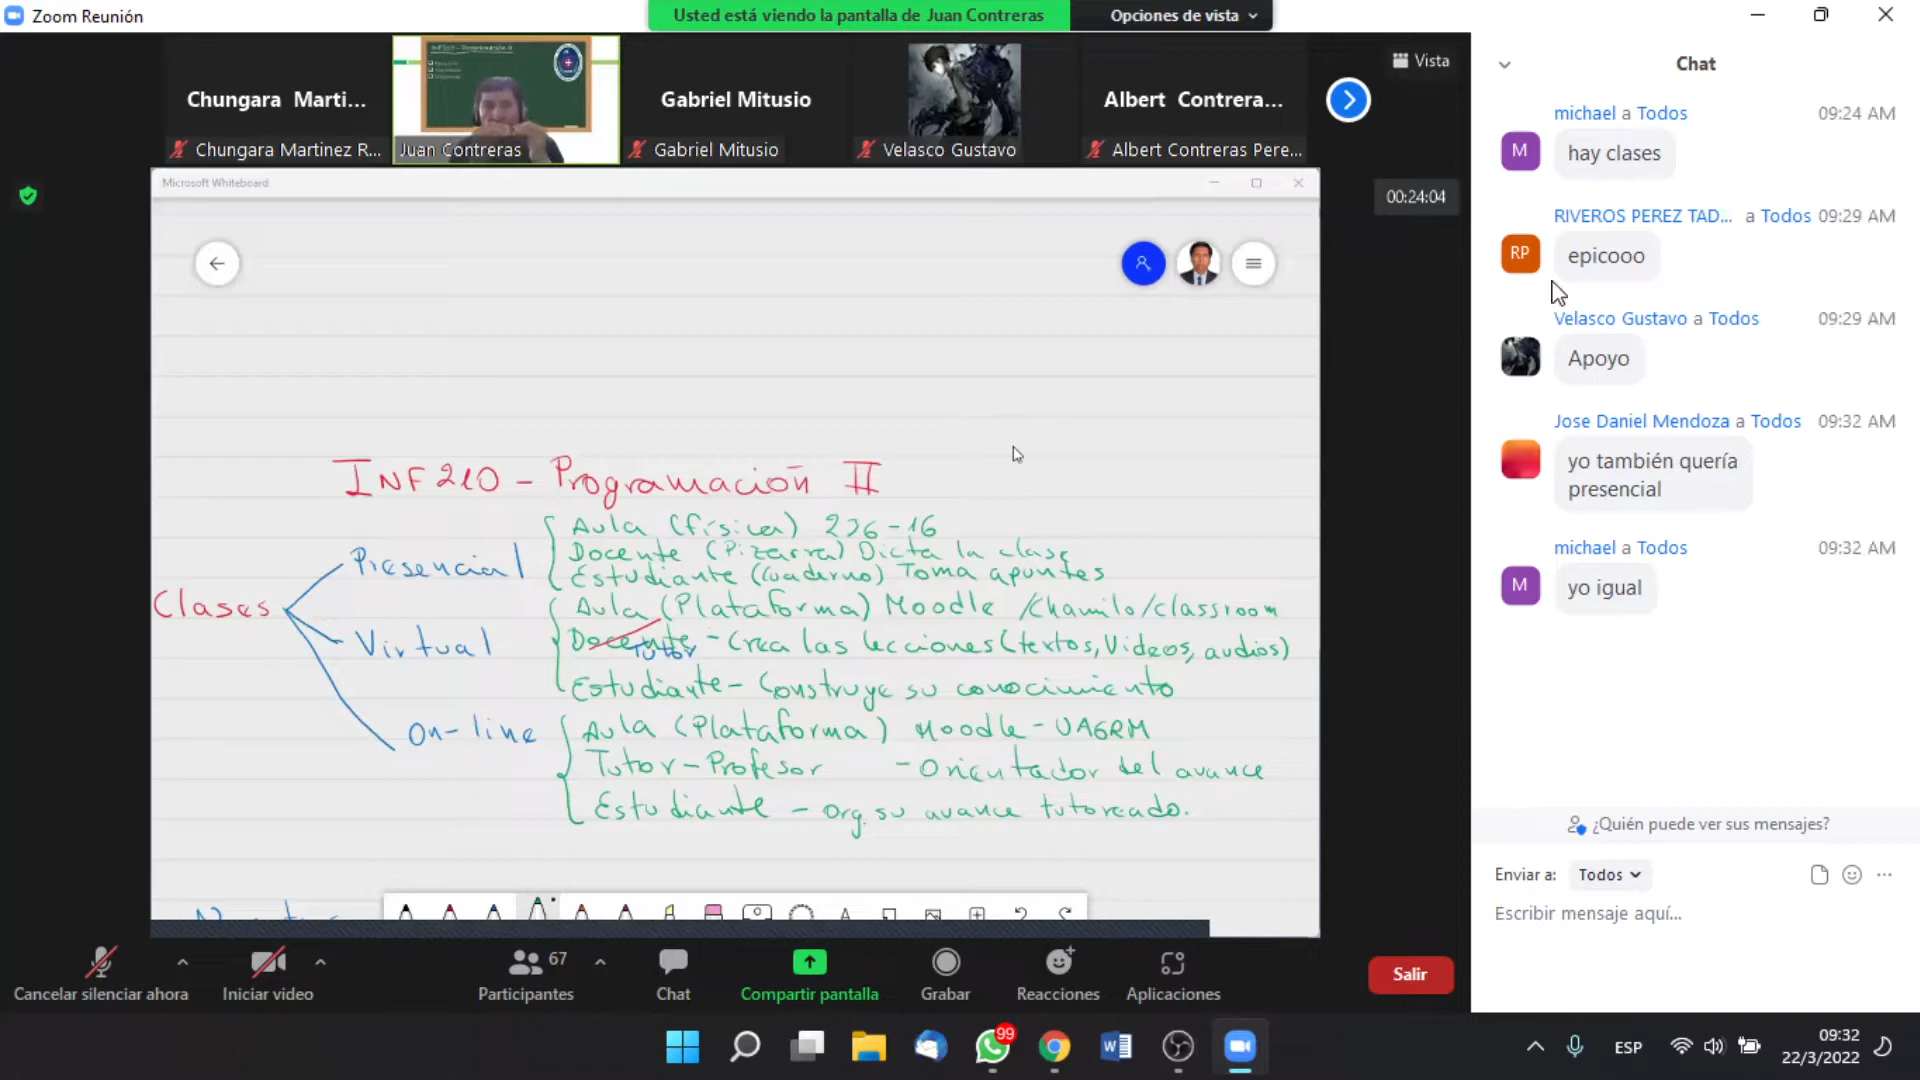 Zoom Reunión
Usted está viendo la pantalla de Juan Contreras
Opciones de vista
Chungara Marti...
Chungara Martinez R...
Juan Contreras
Gabriel Mitusio
Gabriel Mitusio
Velasco Gustavo
Albert Contrera...
Albert Contreras Pere...
Vista
00:24:04
Microsoft Whiteboard
INF210 - Programación II
Clases
Presencial
Aula (física) 236-16
Docente (Pizarra) Dicta la clase
Estudiante (Cuaderno) Toma apuntes
Virtual
Aula (Plataforma) Moodle /Chamilo/classroom
Docente - Crea las lecciones (textos, Videos, audios)
Tutor
Estudiante - Construye su conocimiento
On-line
Aula (Plataforma) Moodle - UAGRM
Tutor - Profesor - Orientador del avance
Estudiante - Org. su avance tutoreado.
Chat
michael a Todos 09:24 AM
M
hay clases
RIVEROS PEREZ TAD... a Todos 09:29 AM
RP
epicooo
Velasco Gustavo a Todos 09:29 AM
Apoyo
Jose Daniel Mendoza a Todos 09:32 AM
yo también quería
presencial
michael a Todos 09:32 AM
M
yo igual
¿Quién puede ver sus mensajes?
Enviar a: Todos
Escribir mensaje aquí...
Cancelar silenciar ahora
Iniciar video
67
Participantes
Chat
Compartir pantalla
Grabar
Reacciones
Aplicaciones
Salir
99
ESP
09:32
22/3/2022